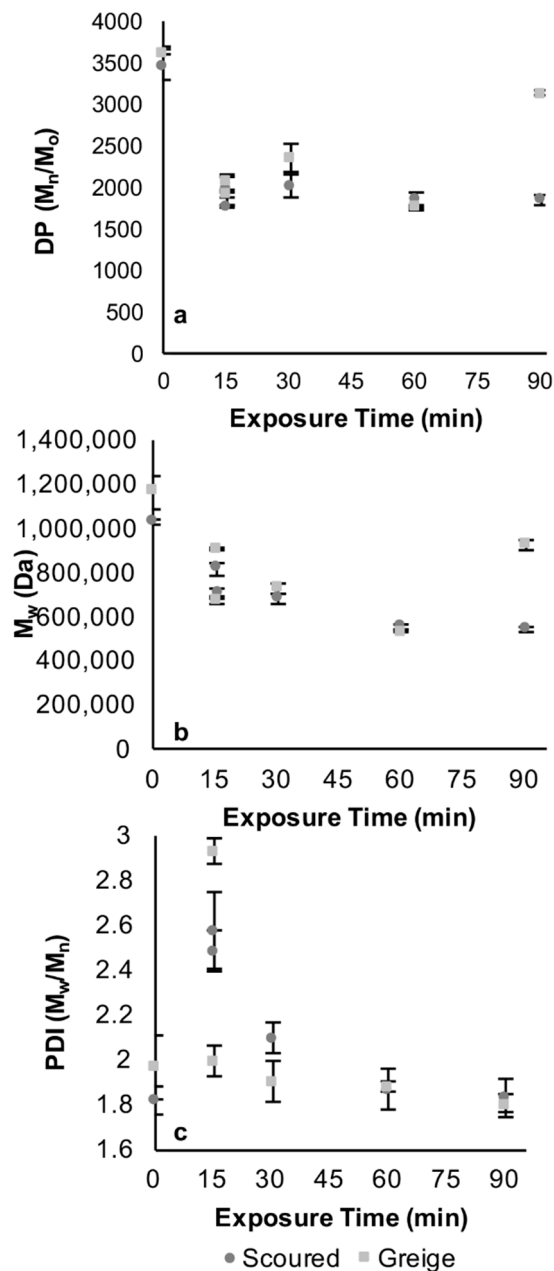 4000
3500
3000
2500
2000
1500
1000
500
0
DP (Mn/Mo)
a
0 15 30 45 60 75 90
Exposure Time (min)
1,400,000
1,200,000
1,000,000
800,000
600,000
400,000
200,000
0
Mw (Da)
b
0 15 30 45 60 75 90
Exposure Time (min)
3
2.8
2.6
2.4
2.2
2
1.8
1.6
PDI (Mw/Mn)
c
0 15 30 45 60 75 90
Exposure Time (min)
Scoured Greige